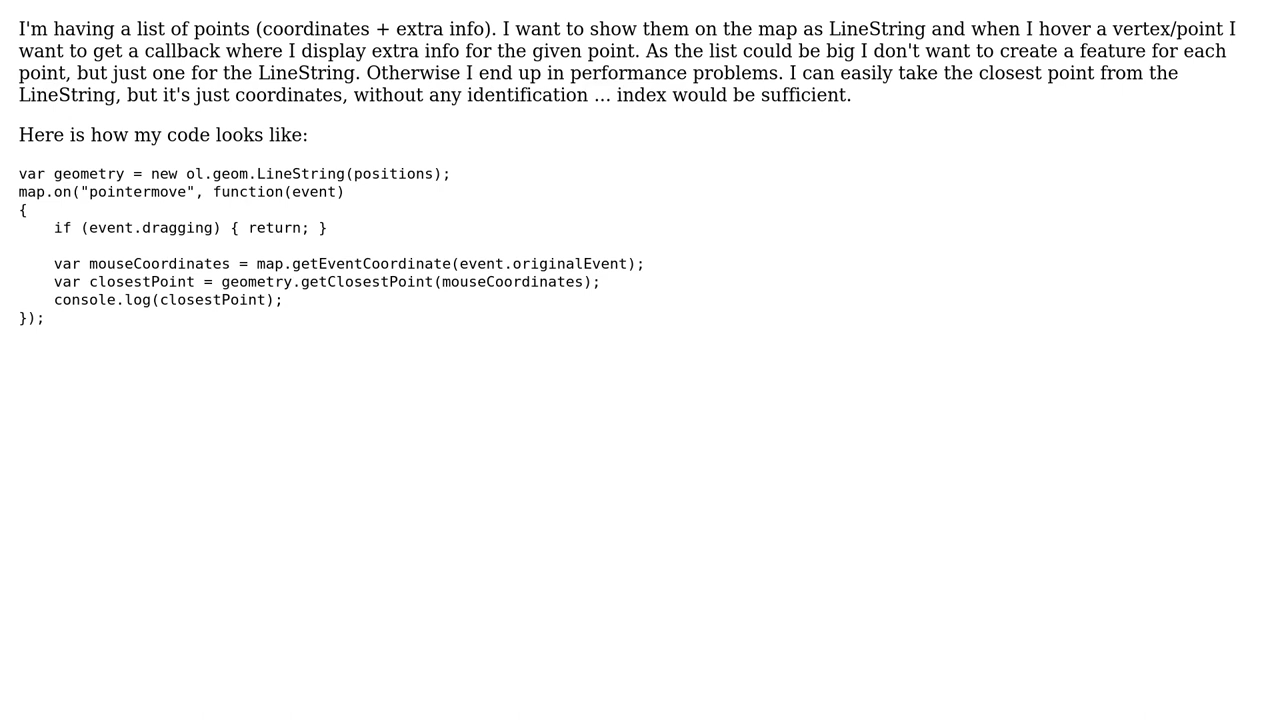 I'm having a list of points (coordinates + extra info). I want to show them on the map as LineString and when I hover a vertex/point I
want to get a callback where I display extra info for the given point. As the list could be big I don't want to create a feature for each
point, but just one for the LineString. Otherwise I end up in performance problems. I can easily take the closest point from the
LineString, but it's just coordinates, without any identification ... index would be sufficient.
Here is how my code looks like:
var geometry = new ol.geom.LineString(positions);
map.on("pointermove", function(event)
{
    if (event.dragging) { return; }
    var mouseCoordinates = map.getEventCoordinate(event.originalEvent);
    var closestPoint = geometry.getClosestPoint(mouseCoordinates);
    console.log(closestPoint);
});